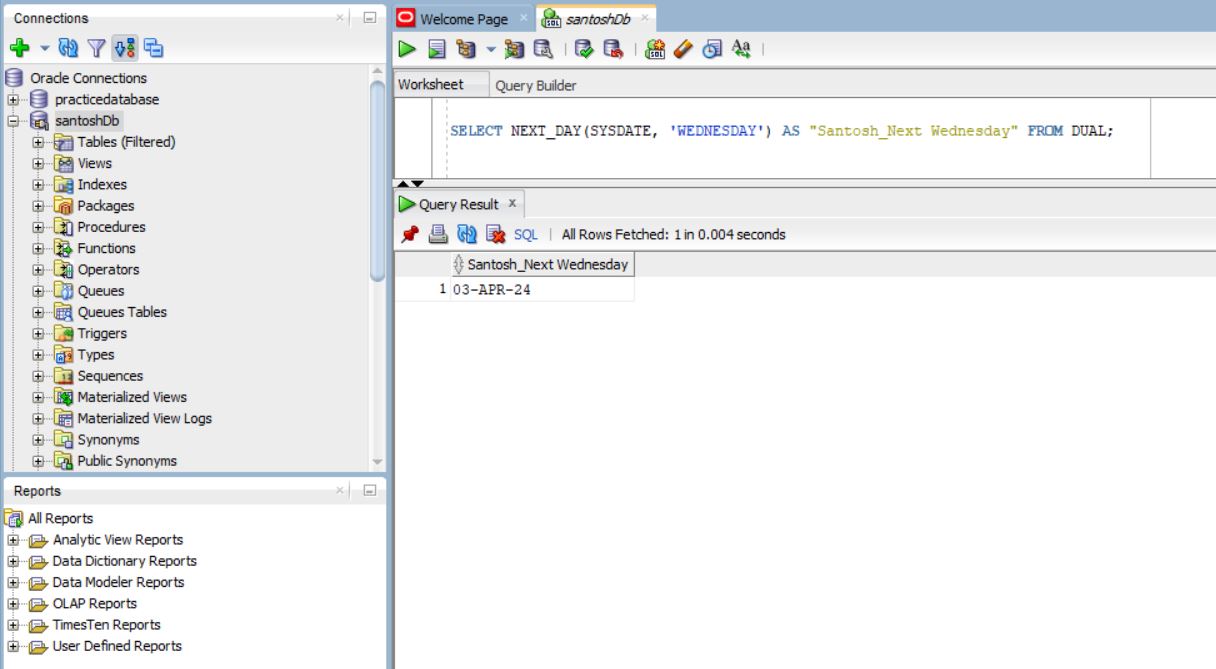 Connections
Oracle Connections
practicedatabase
santoshDb
Tables (Filtered)
Views
Indexes
Packages
Procedures
Functions
Operators
Queues
Queues Tables
Triggers
Types
Sequences
Materialized Views
Materialized View Logs
Synonyms
Public Synonyms
Reports
All Reports
Analytic View Reports
Data Dictionary Reports
Data Modeler Reports
OLAP Reports
TimesTen Reports
User Defined Reports
Welcome Page santoshDb
Worksheet Query Builder
SELECT NEXT_DAY(SYSDATE, 'WEDNESDAY') AS "Santosh_Next Wednesday" FROM DUAL;
Query Result x
SQL | All Rows Fetched: 1 in 0.004 seconds
Santosh_Next Wednesday
1 03-APR-24